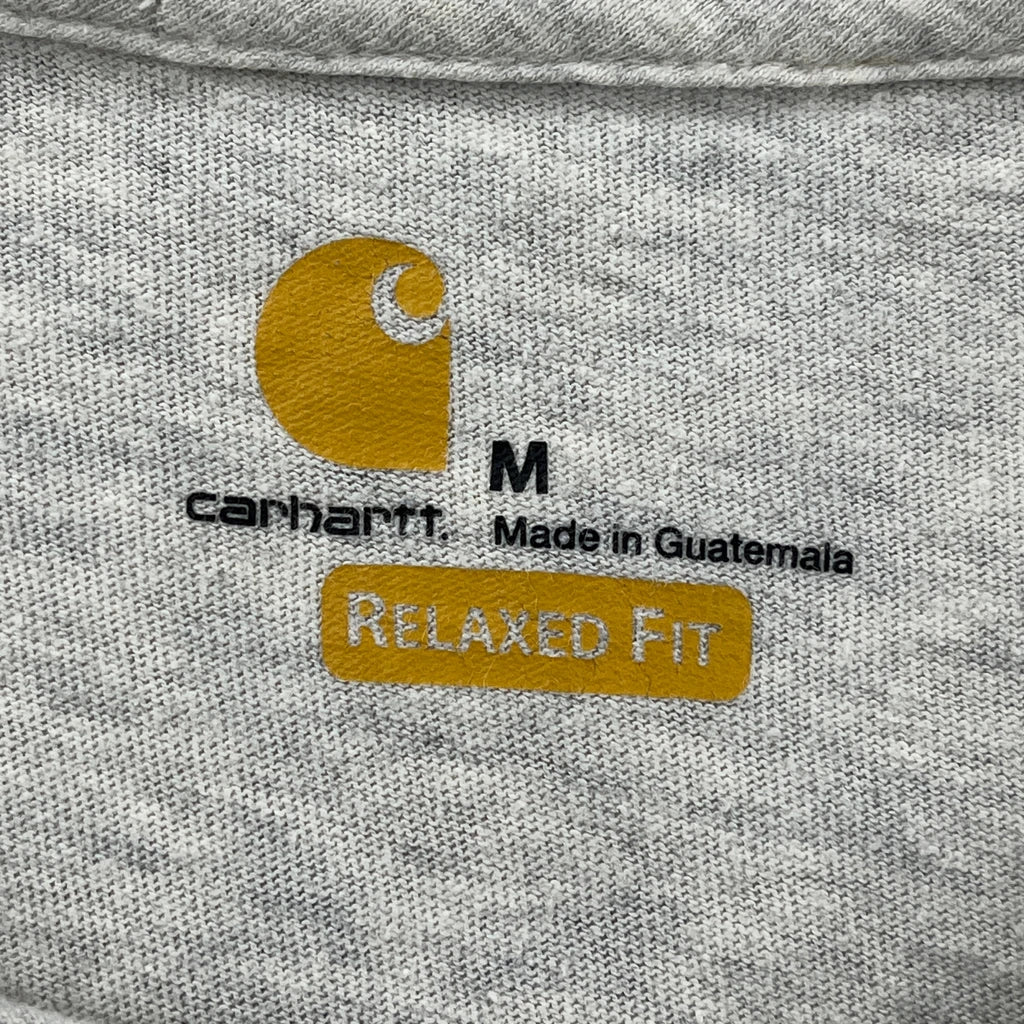 M
carhartt.
Made in Guatemala
RELAXED FIT